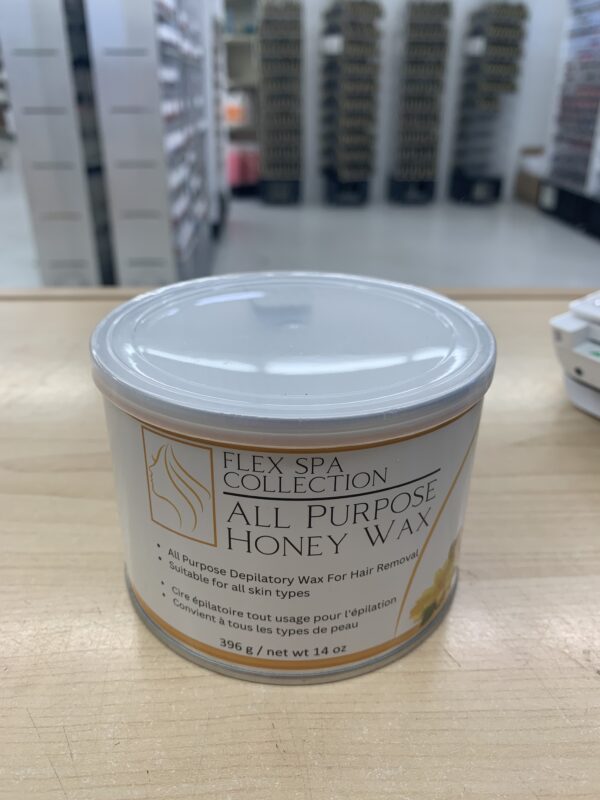 FLEX SPA
COLLECTION
ALL PURPOSE
HONEY WAX
• All Purpose Depilatory Wax For Hair Removal
• Suitable for all skin types
• Cire épilatoire tout usage pour l'épilation
• Convient à tous les types de peau
396 g / net wt 14 oz